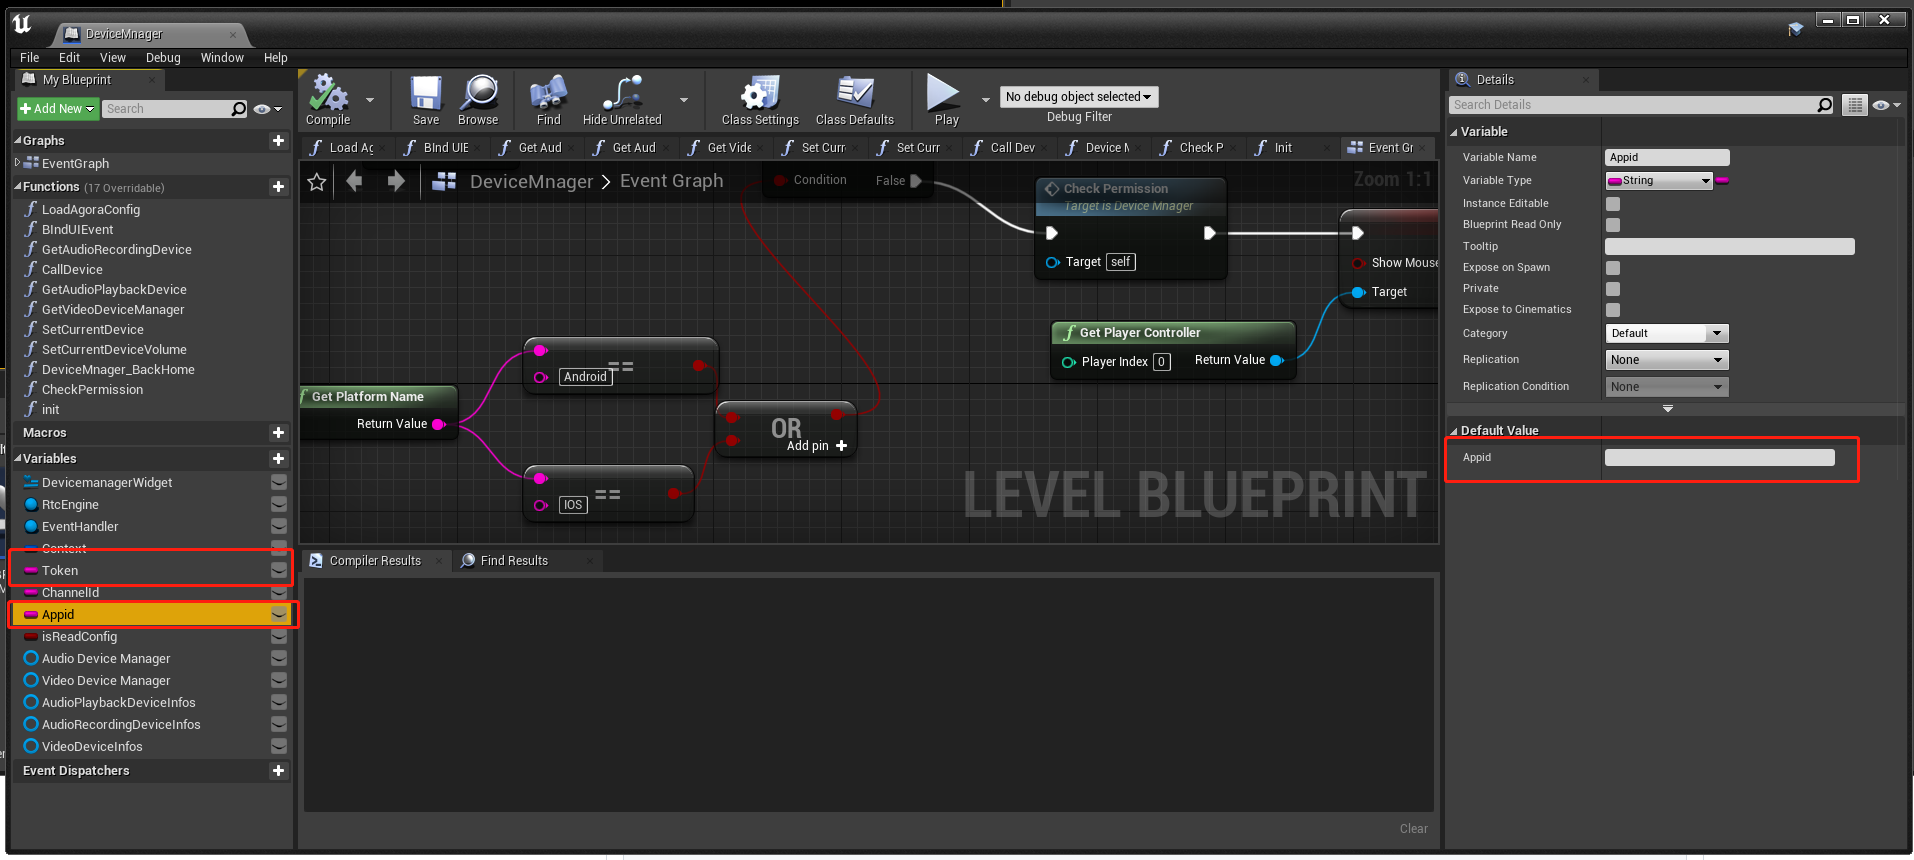 DeviceMnager
File Edit View Debug Window Help
My Blueprint
Add New
Search
Graphs
EventGraph
Functions (17 Overridable)
LoadAgoraConfig
BIndUIEvent
GetAudioRecordingDevice
CallDevice
GetAudioPlaybackDevice
GetVideoDeviceManager
SetCurrentDevice
SetCurrentDeviceVolume
DeviceMnager_BackHome
CheckPermission
init
Macros
Variables
DevicemanagerWidget
RtcEngine
EventHandler
Context
Token
ChannelId
Appid
isReadConfig
Audio Device Manager
Video Device Manager
AudioPlaybackDeviceInfos
AudioRecordingDeviceInfos
VideoDeviceInfos
Event Dispatchers
Compile
Save
Browse
Find
Hide Unrelated
Class Settings
Class Defaults
Play
No debug object selected
Debug Filter
Load Ag
BInd UIE
Get Aud
Get Aud
Get Vide
Set Curr
Set Curr
Call Dev
Device M
Check P
Init
Event Gr
DeviceMnager > Event Graph
Zoom 1:1
Condition
False
Check Permission
Target is Device Mnager
Target self
Show Mouse
Target
Get Player Controller
Player Index 0
Return Value
==
Android
Get Platform Name
Return Value
OR
Add pin
==
IOS
LEVEL BLUEPRINT
Compiler Results
Find Results
Clear
Details
Search Details
Variable
Variable Name Appid
Variable Type String
Instance Editable
Blueprint Read Only
Tooltip
Expose on Spawn
Private
Expose to Cinematics
Category Default
Replication None
Replication Condition None
Default Value
Appid